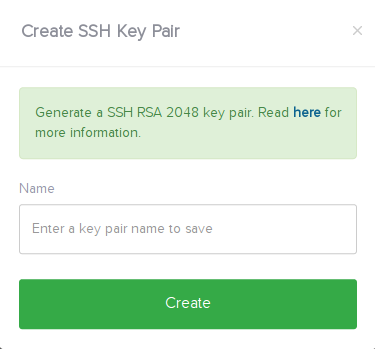 Create SSH Key Pair ×
Generate a SSH RSA 2048 key pair. Read here for
more information.
Name
Enter a key pair name to save
Create